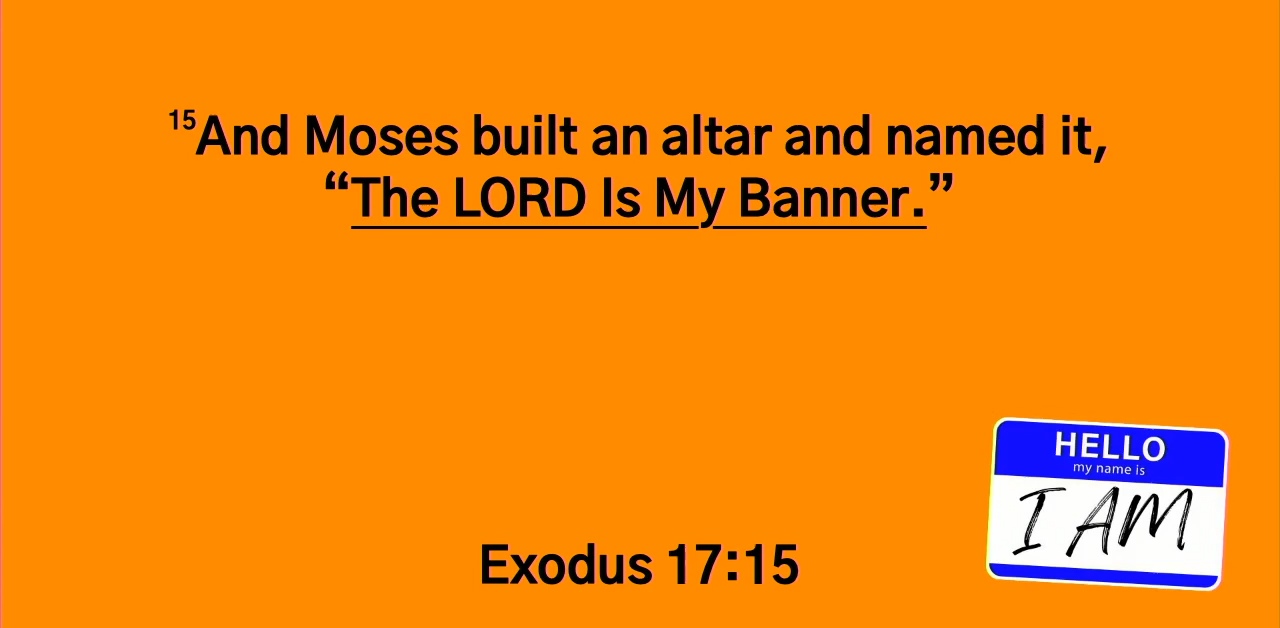 15And Moses built an altar and named it,
“The LORD Is My Banner.”
HELLO
my name is
I AM
Exodus 17:15